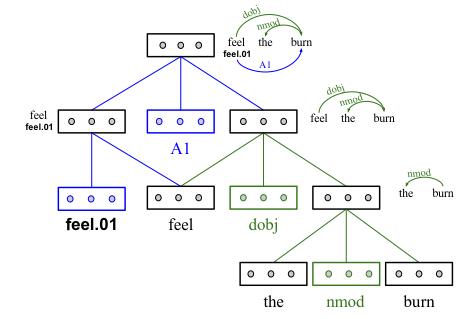 dobj
nmod
feel the burn
feel.01
A1
feel
feel.01
A1
dobj
nmod
feel the burn
feel.01 feel dobj
nmod
the burn
the nmod burn